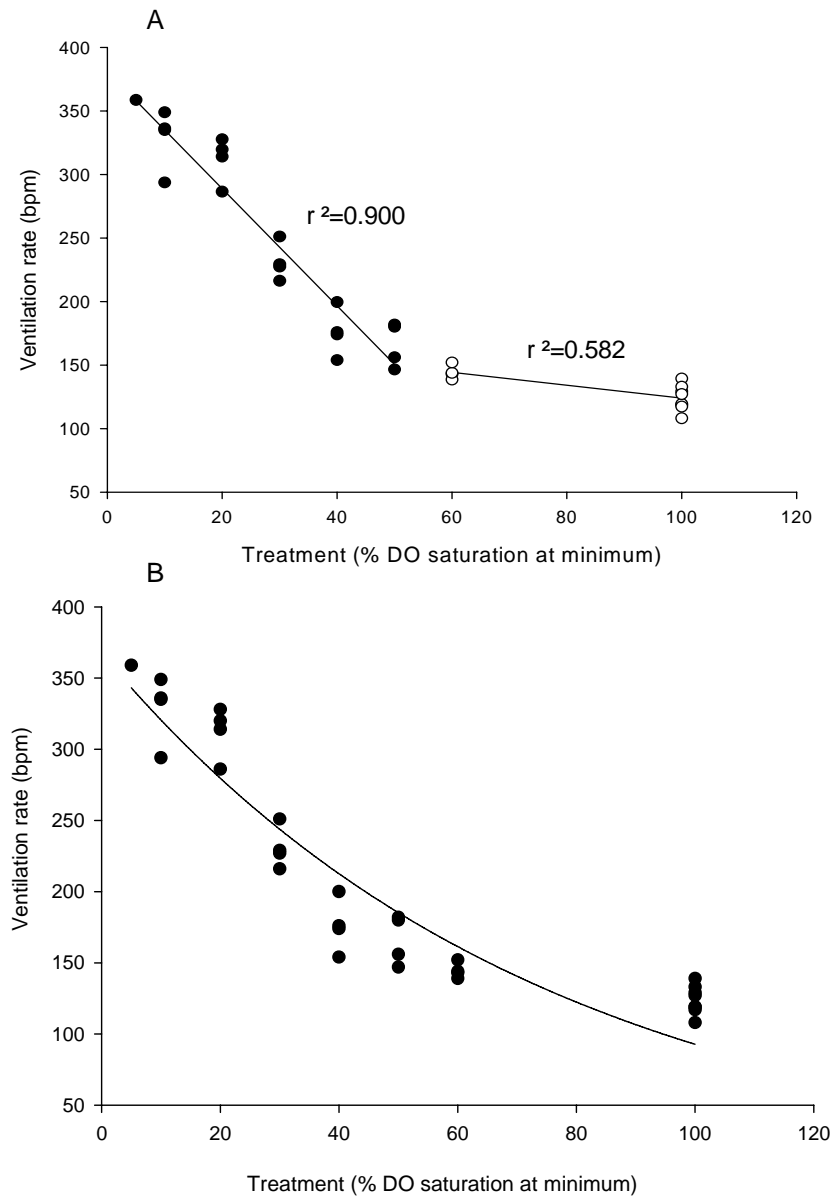 A
400
350
300
250
200
150
100
50
Ventilation rate (bpm)
r ²=0.900
r ²=0.582
0 20 40 60 80 100 120
Treatment (% DO saturation at minimum)
B
400
350
300
250
200
150
100
50
Ventilation rate (bpm)
0 20 40 60 80 100 120
Treatment (% DO saturation at minimum)